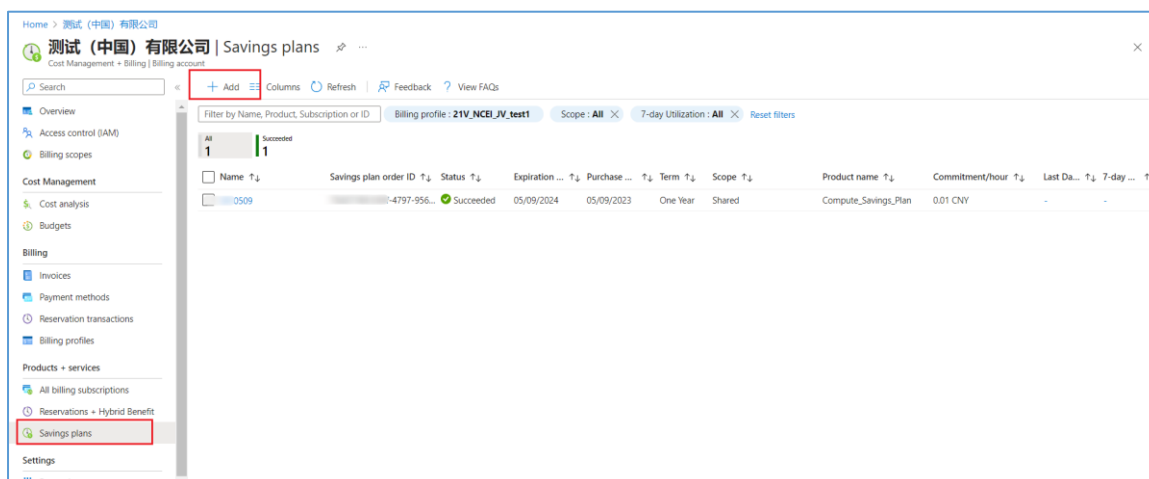 Home > 测试（中国）有限公司
测试（中国）有限公司 | Savings plans ...
Cost Management + Billing | Billing account
Search «
+ Add Columns Refresh Feedback ? View FAQs
Overview
Access control (IAM)
Billing scopes
Cost Management
Cost analysis
Budgets
Billing
Invoices
Payment methods
Reservation transactions
Billing profiles
Products + services
All billing subscriptions
Reservations + Hybrid Benefit
Savings plans
Settings
Filter by Name, Product, Subscription or ID Billing profile : 21V_NCEI_JV_test1 Scope : All 7-day Utilization : All Reset filters
All Succeeded
1 1
Name ↑↓ Savings plan order ID ↑↓ Status ↑↓ Expiration ... ↑↓ Purchase ... ↑↓ Term ↑↓ Scope ↑↓ Product name ↑↓ Commitment/hour ↑↓ Last Da... ↑↓ 7-day ... ↑
0509 -4797-956... Succeeded 05/09/2024 05/09/2023 One Year Shared Compute_Savings_Plan 0.01 CNY - -